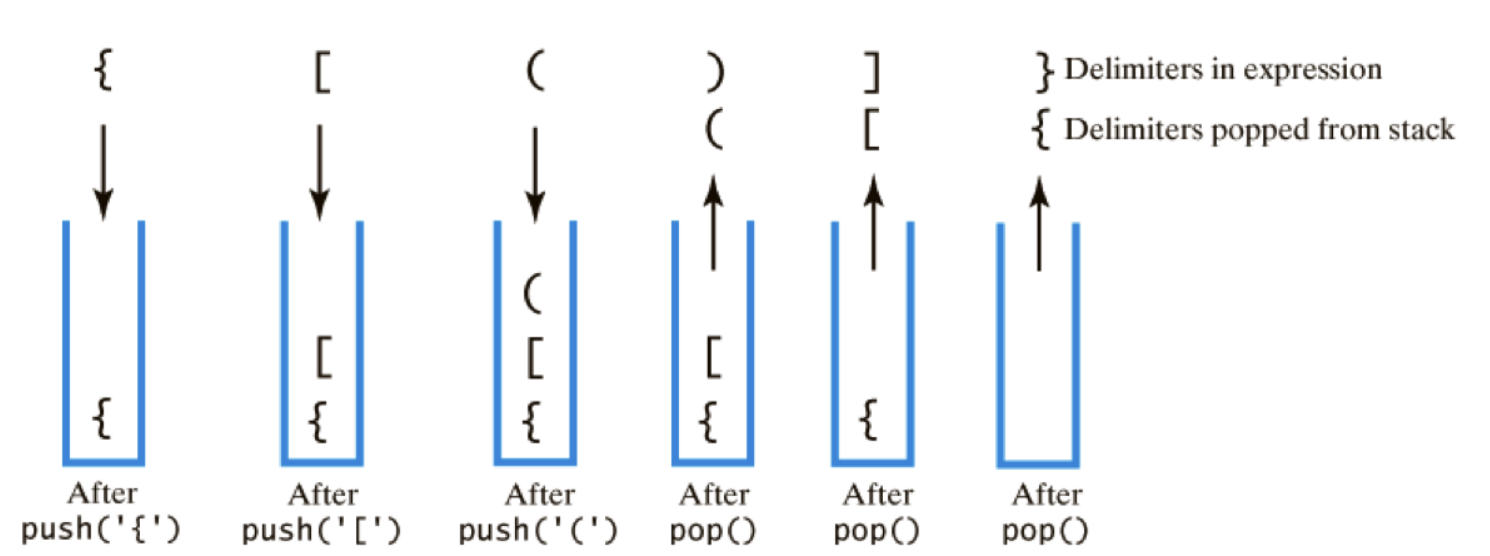 { [ ( ) ] } Delimiters in expression
( [ { Delimiters popped from stack
(
[ [ [
{ { { { {
After After After After After After
push('{') push('[') push('(') pop() pop() pop()